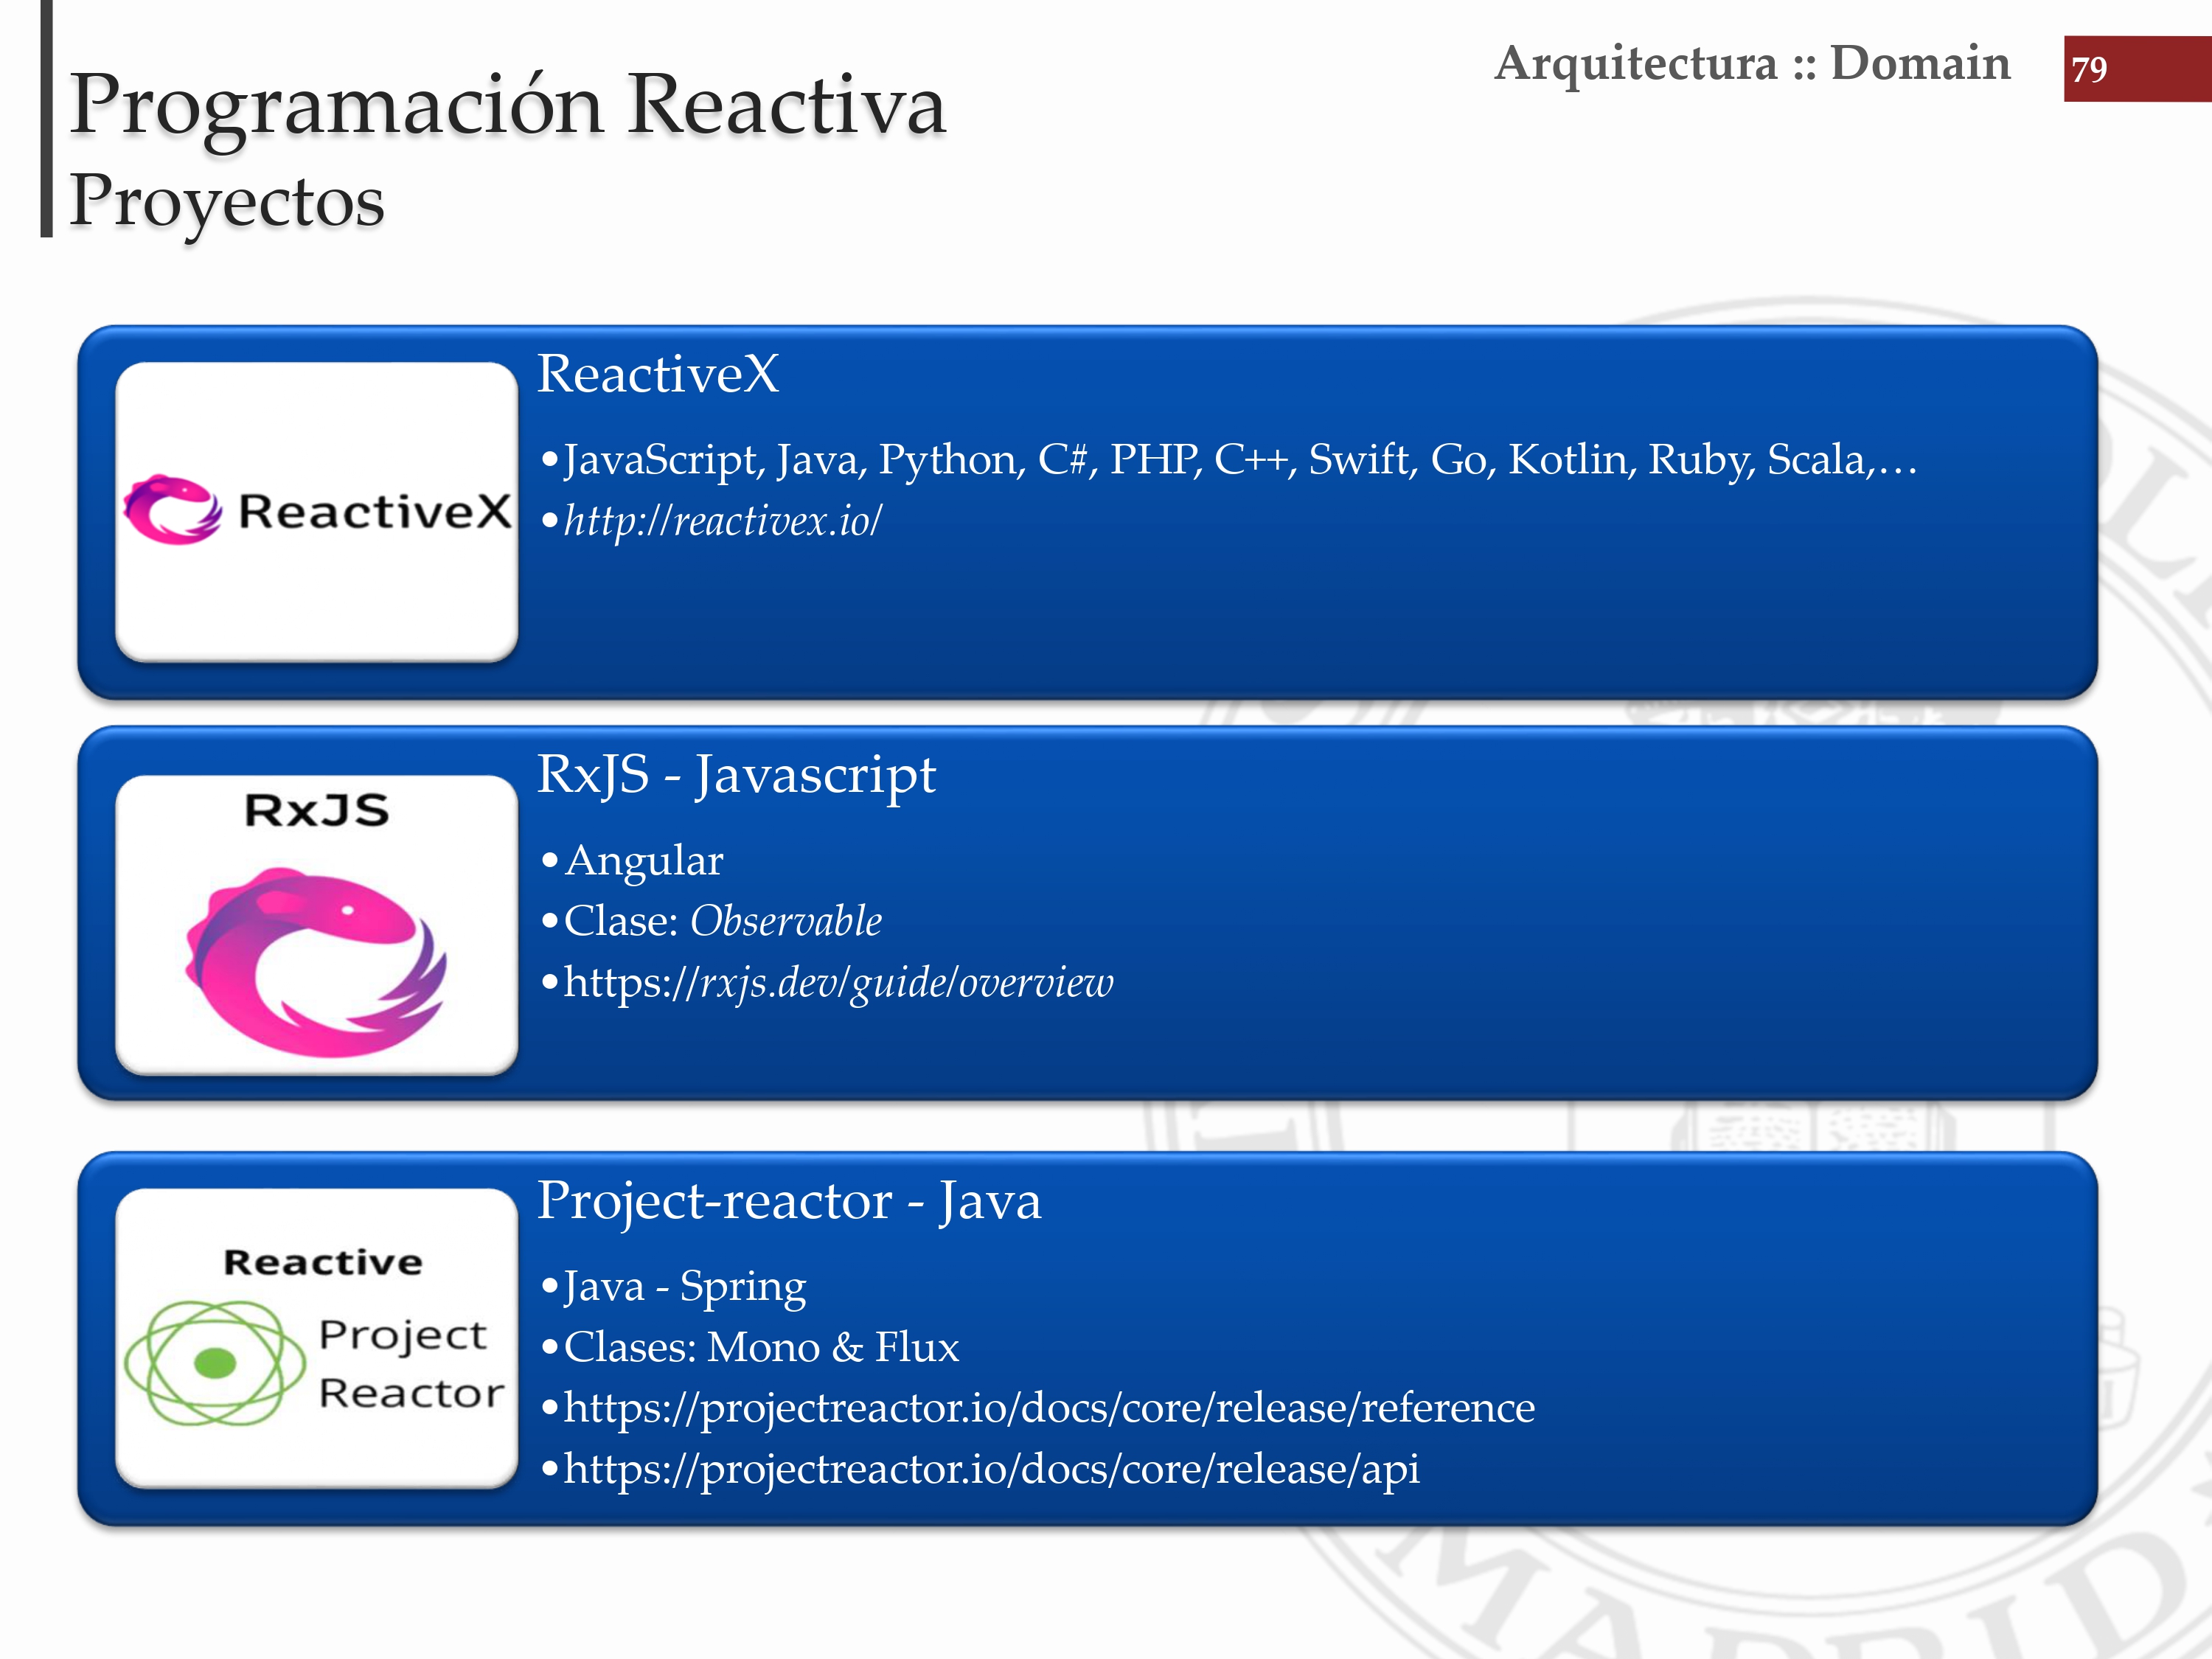 Arquitectura :: Domain
79
Programación Reactiva
Proyectos
ReactiveX
ReactiveX
•JavaScript, Java, Python, C#, PHP, C++, Swift, Go, Kotlin, Ruby, Scala,…
•http://reactivex.io/
RxJS
RxJS - Javascript
•Angular
•Clase: Observable
•https://rxjs.dev/guide/overview
Reactive
Project
Reactor
Project-reactor - Java
•Java - Spring
•Clases: Mono & Flux
•https://projectreactor.io/docs/core/release/reference
•https://projectreactor.io/docs/core/release/api
MADRID